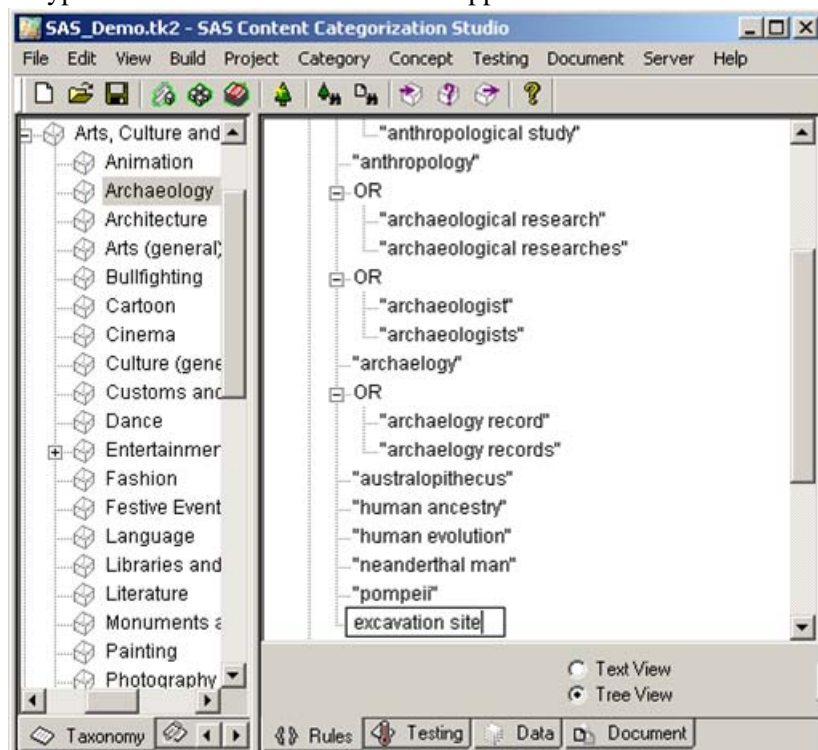 SAS_Demo.tk2 - SAS Content Categorization Studio
File Edit View Build Project Category Concept Testing Document Server Help
Arts, Culture and
Animation
Archaeology
Architecture
Arts (general)
Bullfighting
Cartoon
Cinema
Culture (gene
Customs and
Dance
Entertainmer
Fashion
Festive Event
Language
Libraries and
Literature
Monuments a
Painting
Photography
Taxonomy
"anthropological study"
"anthropology"
OR
"archaeological research"
"archaeological researches"
OR
"archaeologist"
"archaeologists"
"archaelogy"
OR
"archaelogy record"
"archaelogy records"
"australopithecus"
"human ancestry"
"human evolution"
"neanderthal man"
"pompeii"
excavation site
Text View
Tree View
Rules Testing Data Document